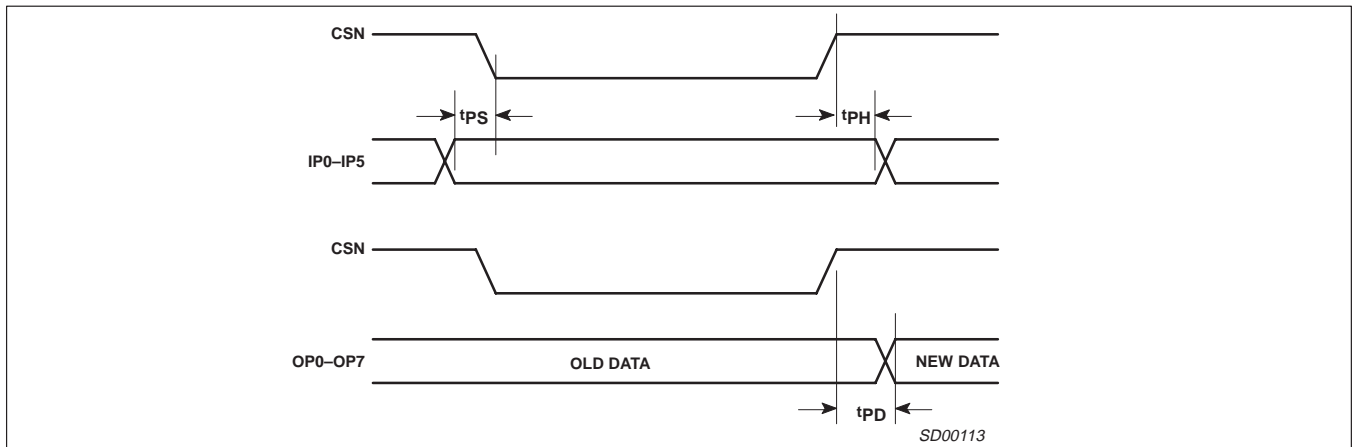 CSN
tPS
tPH
IP0–IP5
CSN
OP0–OP7 OLD DATA NEW DATA
tPD
SD00113